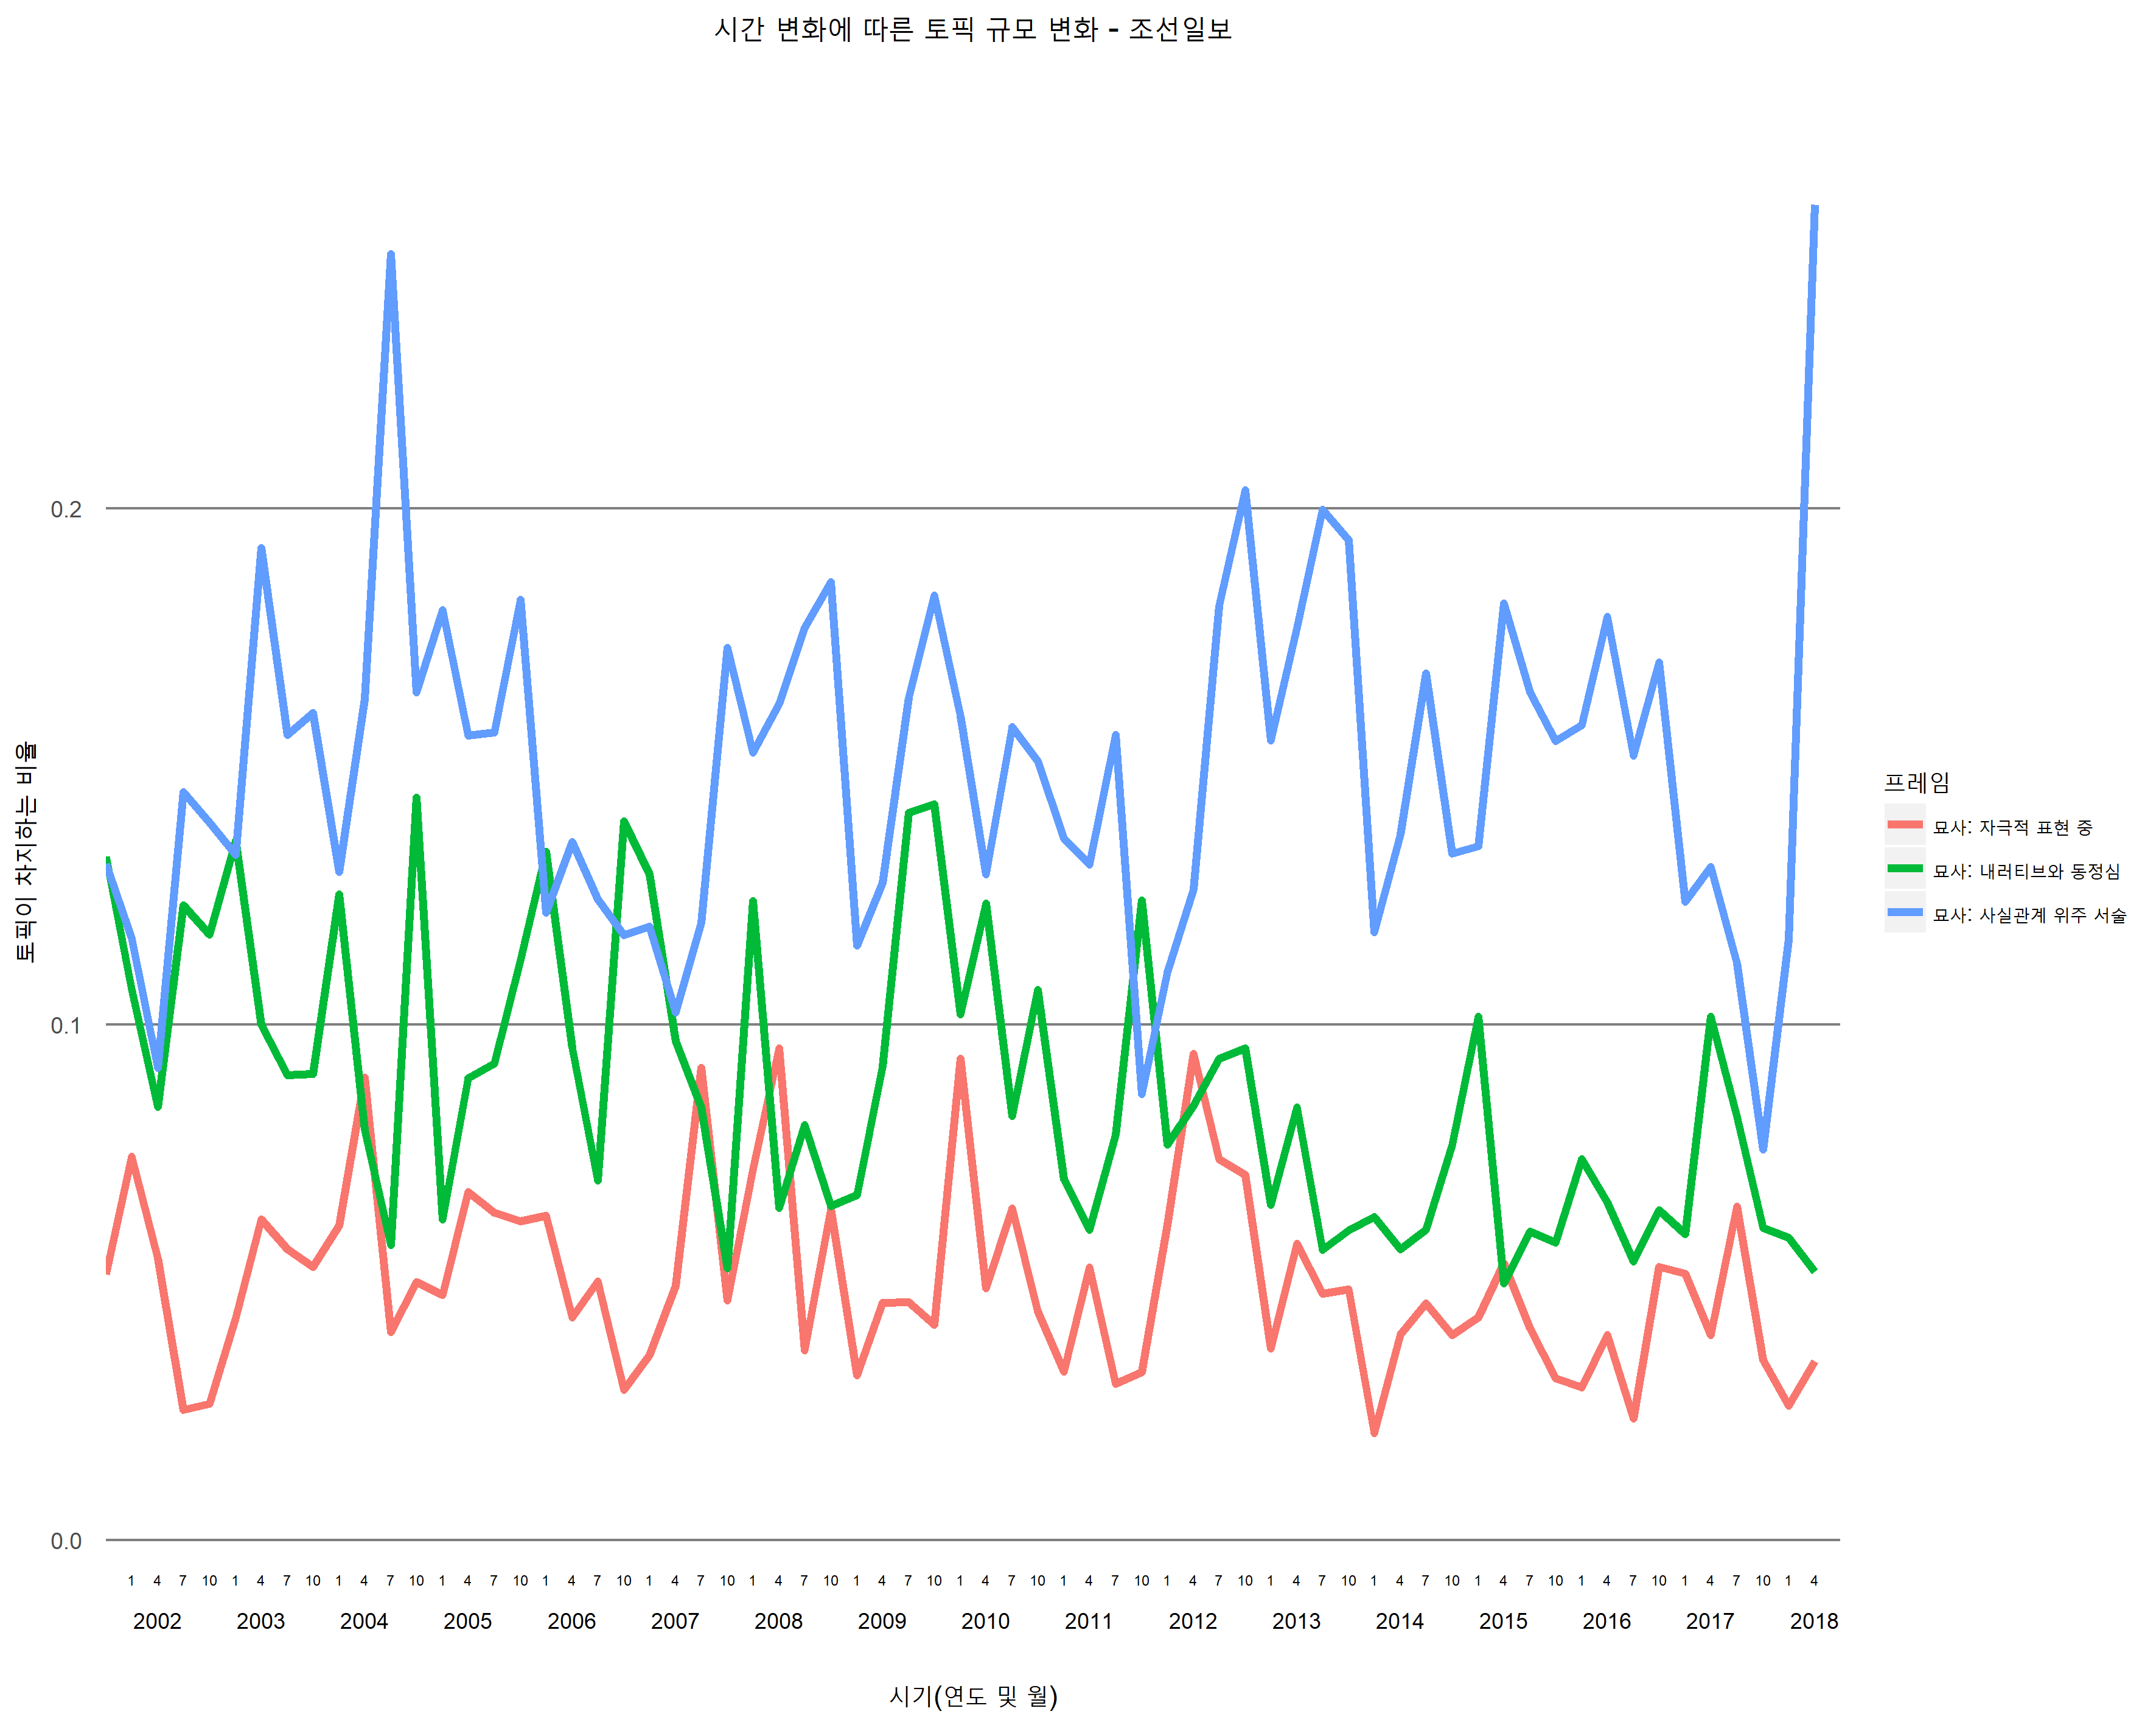 시간 변화에 따른 토픽 규모 변화 - 조선일보
토픽이 차지하는 비율
0.2
0.1
0.0
프레임
묘사: 자극적 표현 중
묘사: 내러티브와 동정심
묘사: 사실관계 위주 서술
1 4 7 10 1 4 7 10 1 4 7 10 1 4 7 10 1 4 7 10 1 4 7 10 1 4 7 10 1 4 7 10 1 4 7 10 1 4 7 10 1 4 7 10 1 4 7 10 1 4 7 10 1 4 7 10 1 4 7 10 1 4 7 10 1 4
2002 2003 2004 2005 2006 2007 2008 2009 2010 2011 2012 2013 2014 2015 2016 2017 2018
시기(연도 및 월)